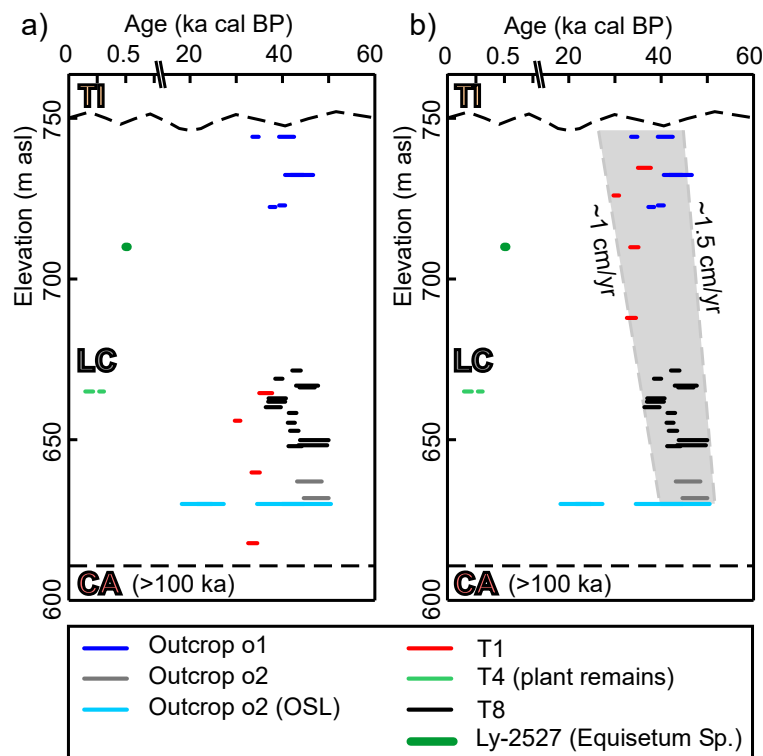 a) Age (ka cal BP)
0 0.5 20 40 60
Elevation (m asl)
750
700
650
600
TI
LC
CA (>100 ka)
b) Age (ka cal BP)
0 0.5 20 40 60
Elevation (m asl)
750
700
650
600
TI
LC
CA (>100 ka)
~1 cm/yr
~1.5 cm/yr
Outcrop o1
Outcrop o2
Outcrop o2 (OSL)
T1
T4 (plant remains)
T8
Ly-2527 (Equisetum Sp.)